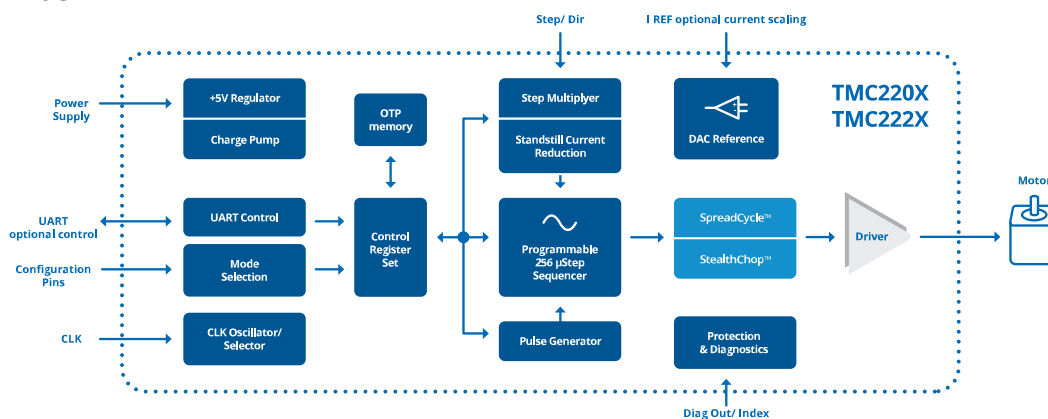 Step/ Dir
I REF optional current scaling
TMC220X
TMC222X
Power
Supply
+5V Regulator
Charge Pump
OTP
memory
Step Multiplyer
Standstill Current
Reduction
DAC Reference
Motor
UART
optional control
UART Control
Control
Register
Set
Programmable
256 µStep
Sequencer
SpreadCycle™
StealthChop™
Driver
Configuration
Pins
Mode
Selection
CLK
CLK Oscillator/
Selector
Pulse Generator
Protection
& Diagnostics
Diag Out/ Index